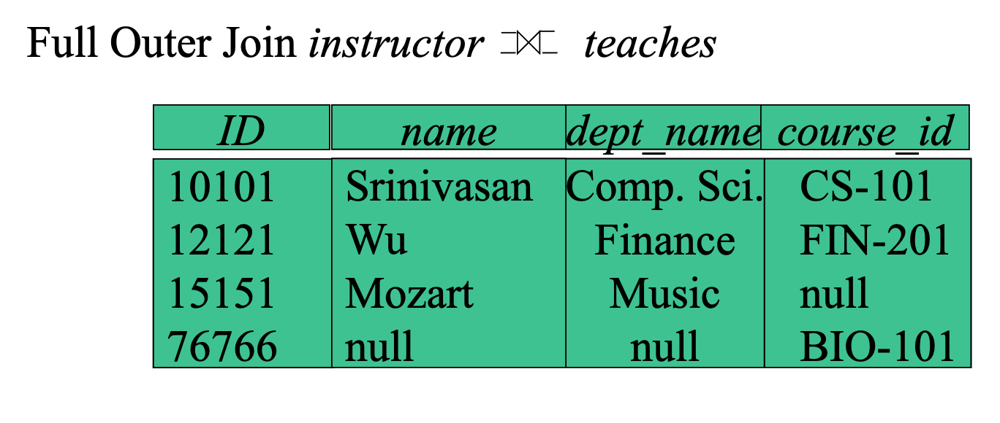 Full Outer Join instructor ⟗ teaches
ID name dept_name course_id
10101 Srinivasan Comp. Sci. CS-101
12121 Wu Finance FIN-201
15151 Mozart Music null
76766 null null BIO-101